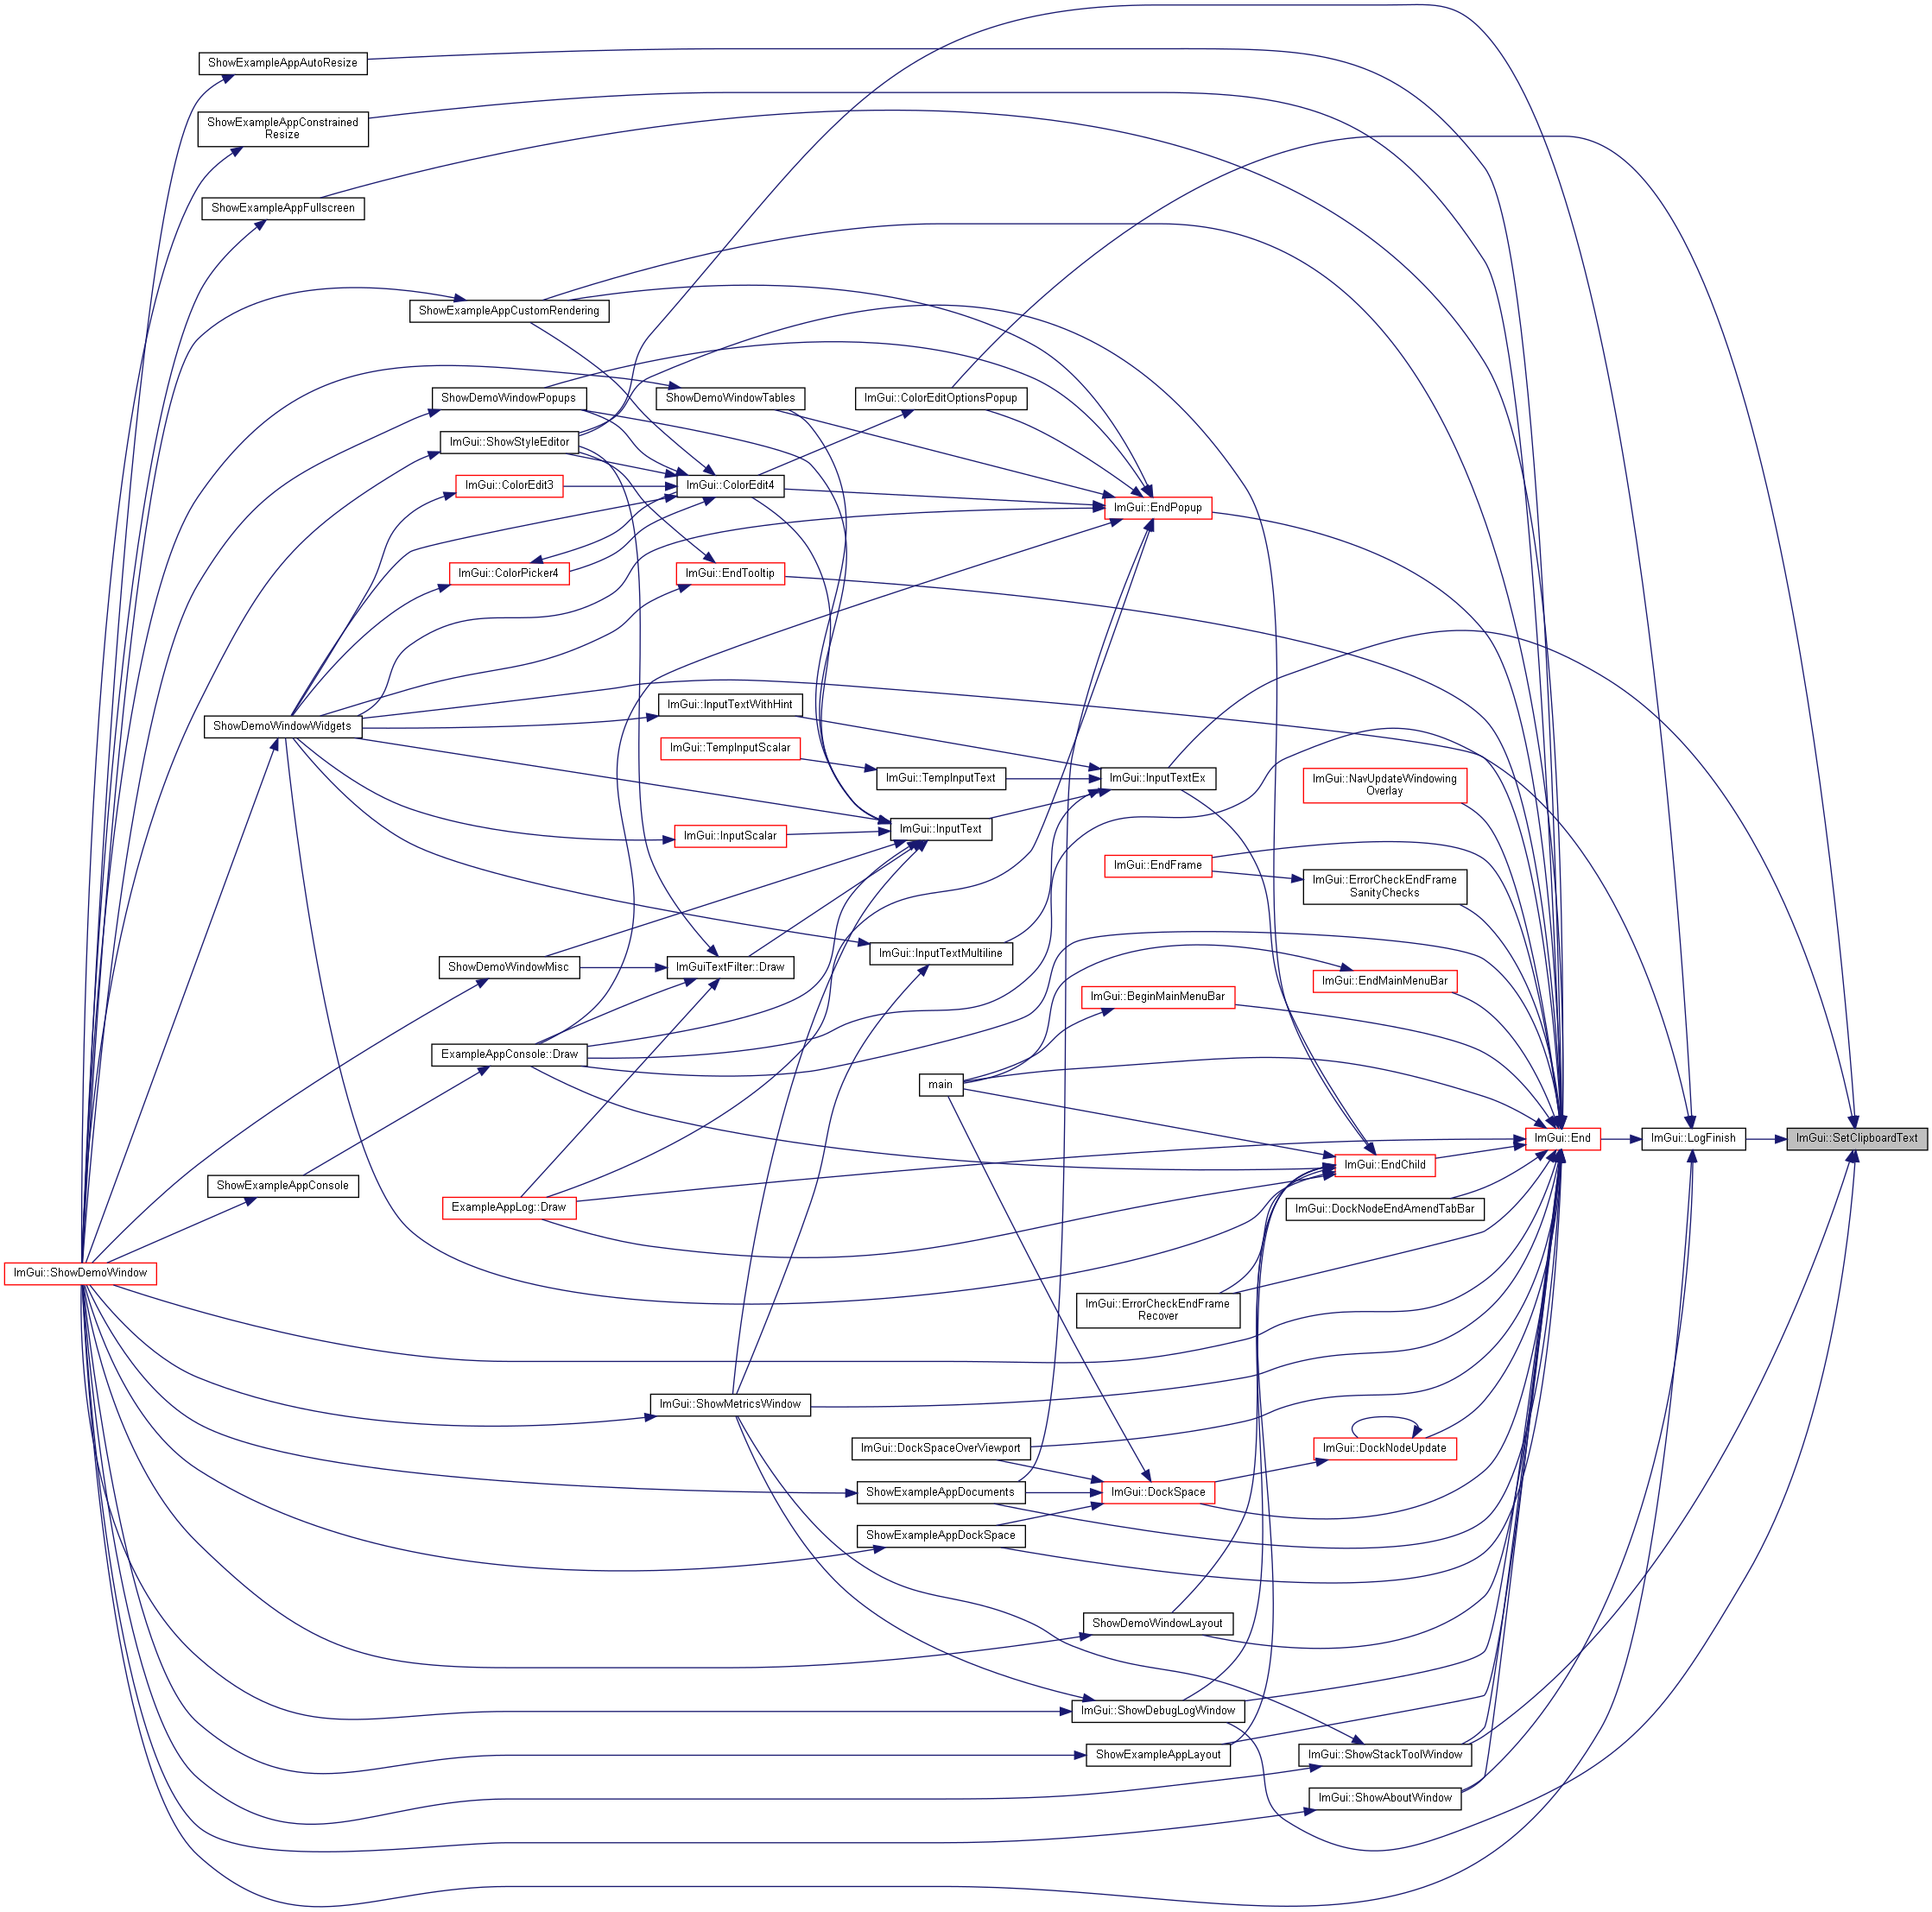 ShowExampleAppAutoResize
ShowExampleAppConstrained
Resize
ShowExampleAppFullscreen
ShowExampleAppCustomRendering
ShowDemoWindowPopups
ShowDemoWindowTables
ImGui::ColorEditOptionsPopup
ImGui::ShowStyleEditor
ImGui::ColorEdit3
ImGui::ColorEdit4
ImGui::EndPopup
ImGui::ColorPicker4
ImGui::EndTooltip
ShowDemoWindowWidgets
ImGui::InputTextWithHint
ImGui::TempInputScalar
ImGui::TempInputText
ImGui::InputTextEx
ImGui::NavUpdateWindowing
Overlay
ImGui::InputScalar
ImGui::InputText
ImGui::EndFrame
ImGui::ErrorCheckEndFrame
SanityChecks
ShowDemoWindowMisc
ImGuiTextFilter::Draw
ImGui::InputTextMultiline
ImGui::BeginMainMenuBar
ImGui::EndMainMenuBar
ExampleAppConsole::Draw
main
ImGui::End
ImGui::LogFinish
ImGui::SetClipboardText
ShowExampleAppConsole
ImGui::EndChild
ExampleAppLog::Draw
ImGui::DockNodeEndAmendTabBar
ImGui::ShowDemoWindow
ImGui::ErrorCheckEndFrame
Recover
ImGui::ShowMetricsWindow
ImGui::DockSpaceOverViewport
ImGui::DockNodeUpdate
ShowExampleAppDocuments
ImGui::DockSpace
ShowExampleAppDockSpace
ShowDemoWindowLayout
ImGui::ShowDebugLogWindow
ShowExampleAppLayout
ImGui::ShowStackToolWindow
ImGui::ShowAboutWindow